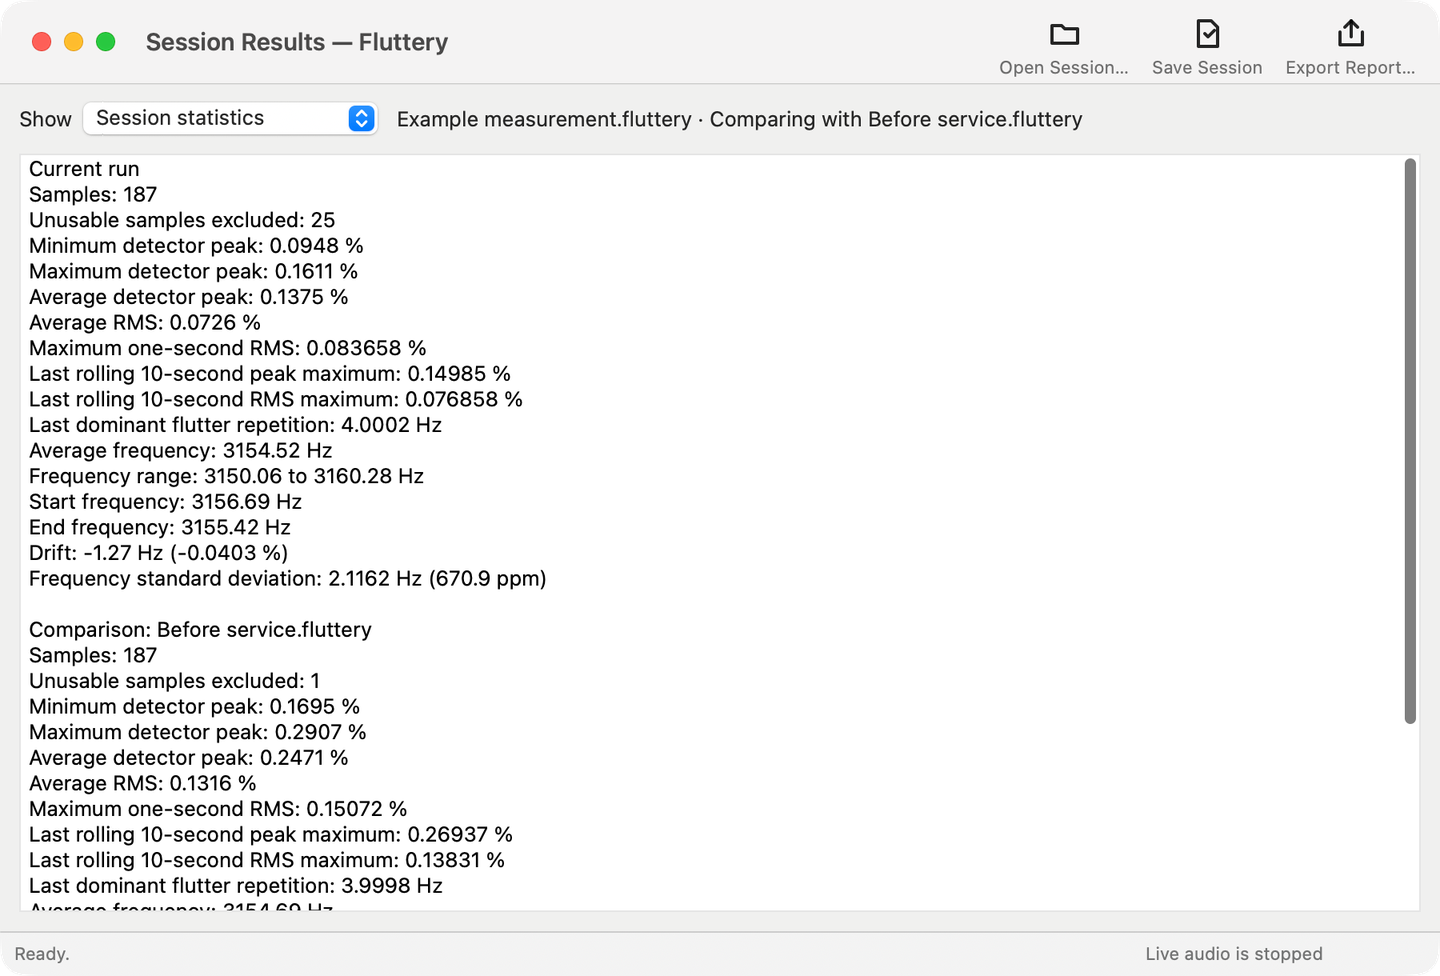 Session Results — Fluttery
Open Session...
Save Session
Export Report...
Show
Session statistics
Example measurement.fluttery · Comparing with Before service.fluttery
Current run
Samples: 187
Unusable samples excluded: 25
Minimum detector peak: 0.0948 %
Maximum detector peak: 0.1611 %
Average detector peak: 0.1375 %
Average RMS: 0.0726 %
Maximum one-second RMS: 0.083658 %
Last rolling 10-second peak maximum: 0.14985 %
Last rolling 10-second RMS maximum: 0.076858 %
Last dominant flutter repetition: 4.0002 Hz
Average frequency: 3154.52 Hz
Frequency range: 3150.06 to 3160.28 Hz
Start frequency: 3156.69 Hz
End frequency: 3155.42 Hz
Drift: -1.27 Hz (-0.0403 %)
Frequency standard deviation: 2.1162 Hz (670.9 ppm)
Comparison: Before service.fluttery
Samples: 187
Unusable samples excluded: 1
Minimum detector peak: 0.1695 %
Maximum detector peak: 0.2907 %
Average detector peak: 0.2471 %
Average RMS: 0.1316 %
Maximum one-second RMS: 0.15072 %
Last rolling 10-second peak maximum: 0.26937 %
Last rolling 10-second RMS maximum: 0.13831 %
Last dominant flutter repetition: 3.9998 Hz
Average frequency: 3154.69 Hz
Ready.
Live audio is stopped